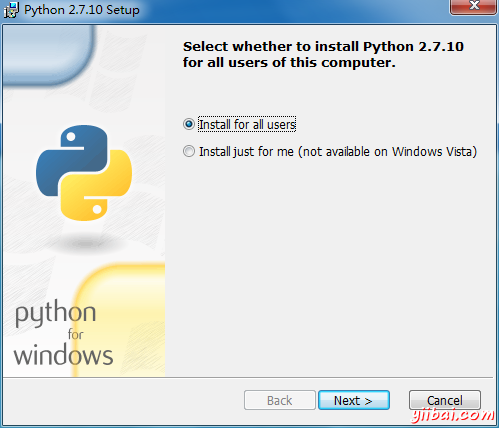 Python 2.7.10 Setup
Select whether to install Python 2.7.10
for all users of this computer.
Install for all users
Install just for me (not available on Windows Vista)
python
for
windows
Back
Next >
Cancel
yiibai.com